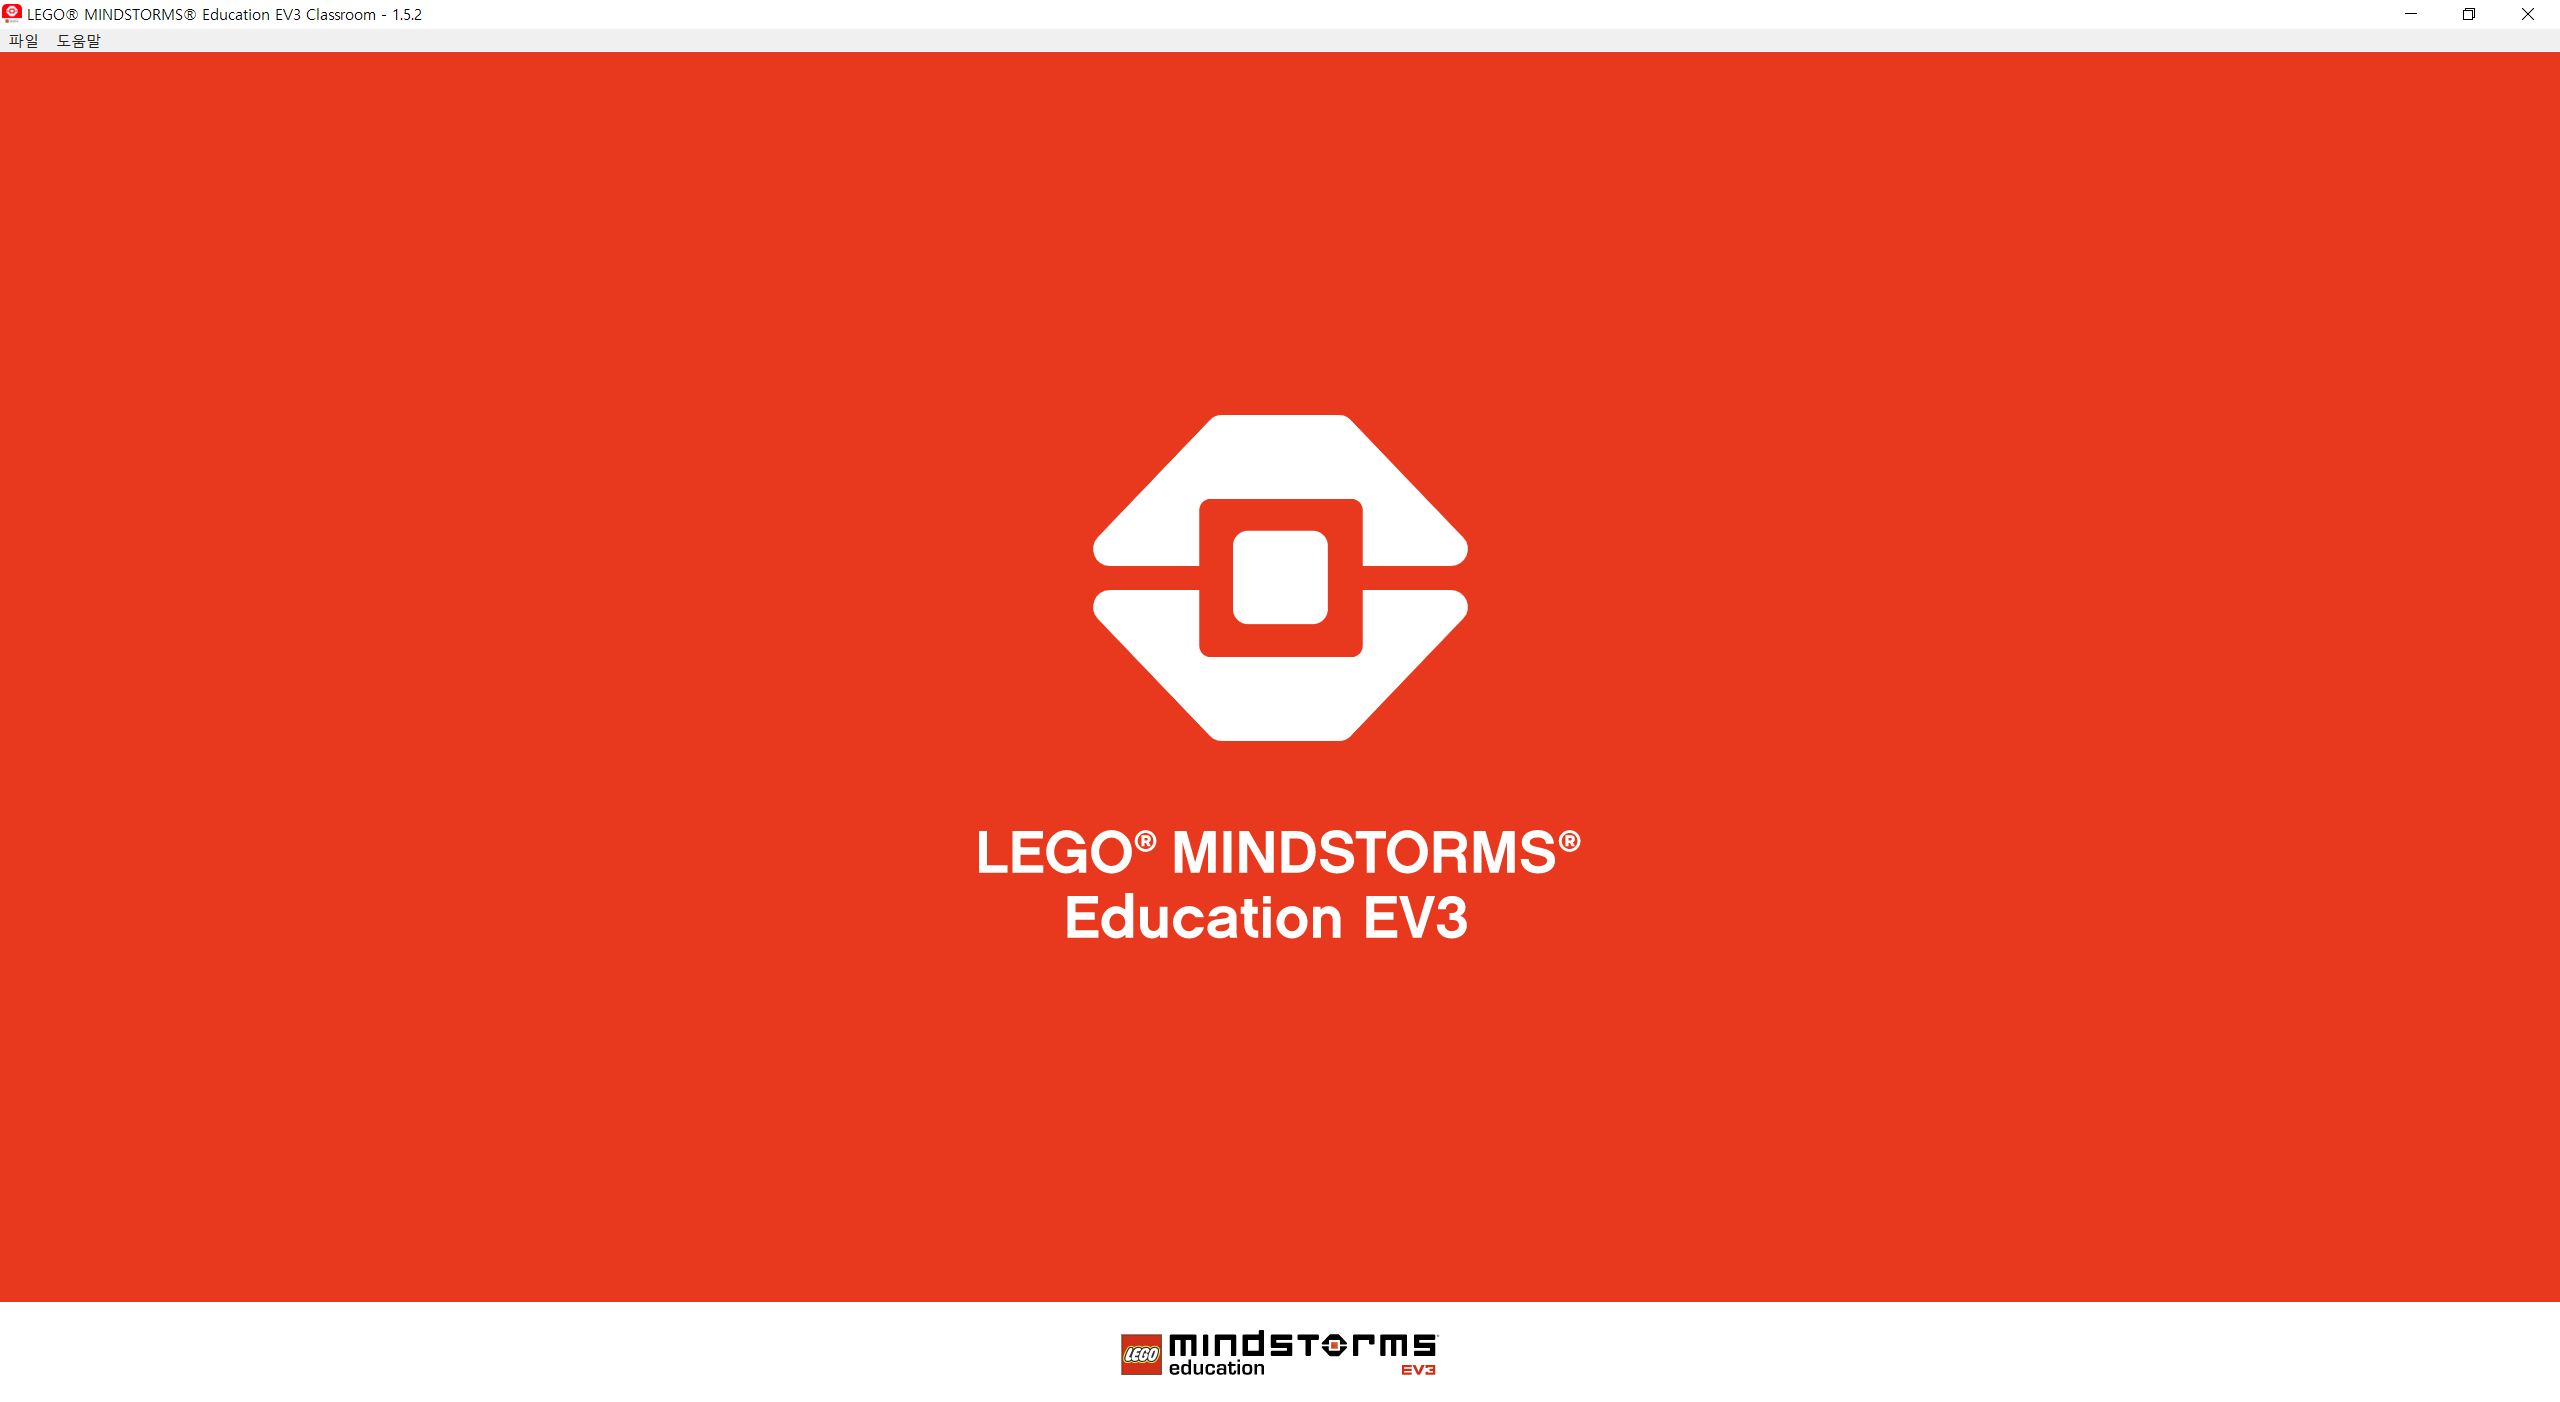 LEGO® MINDSTORMS® Education EV3 Classroom - 1.5.2
파일 도움말
LEGO® MINDSTORMS®
Education EV3
LEGO mindstorms
education EV3